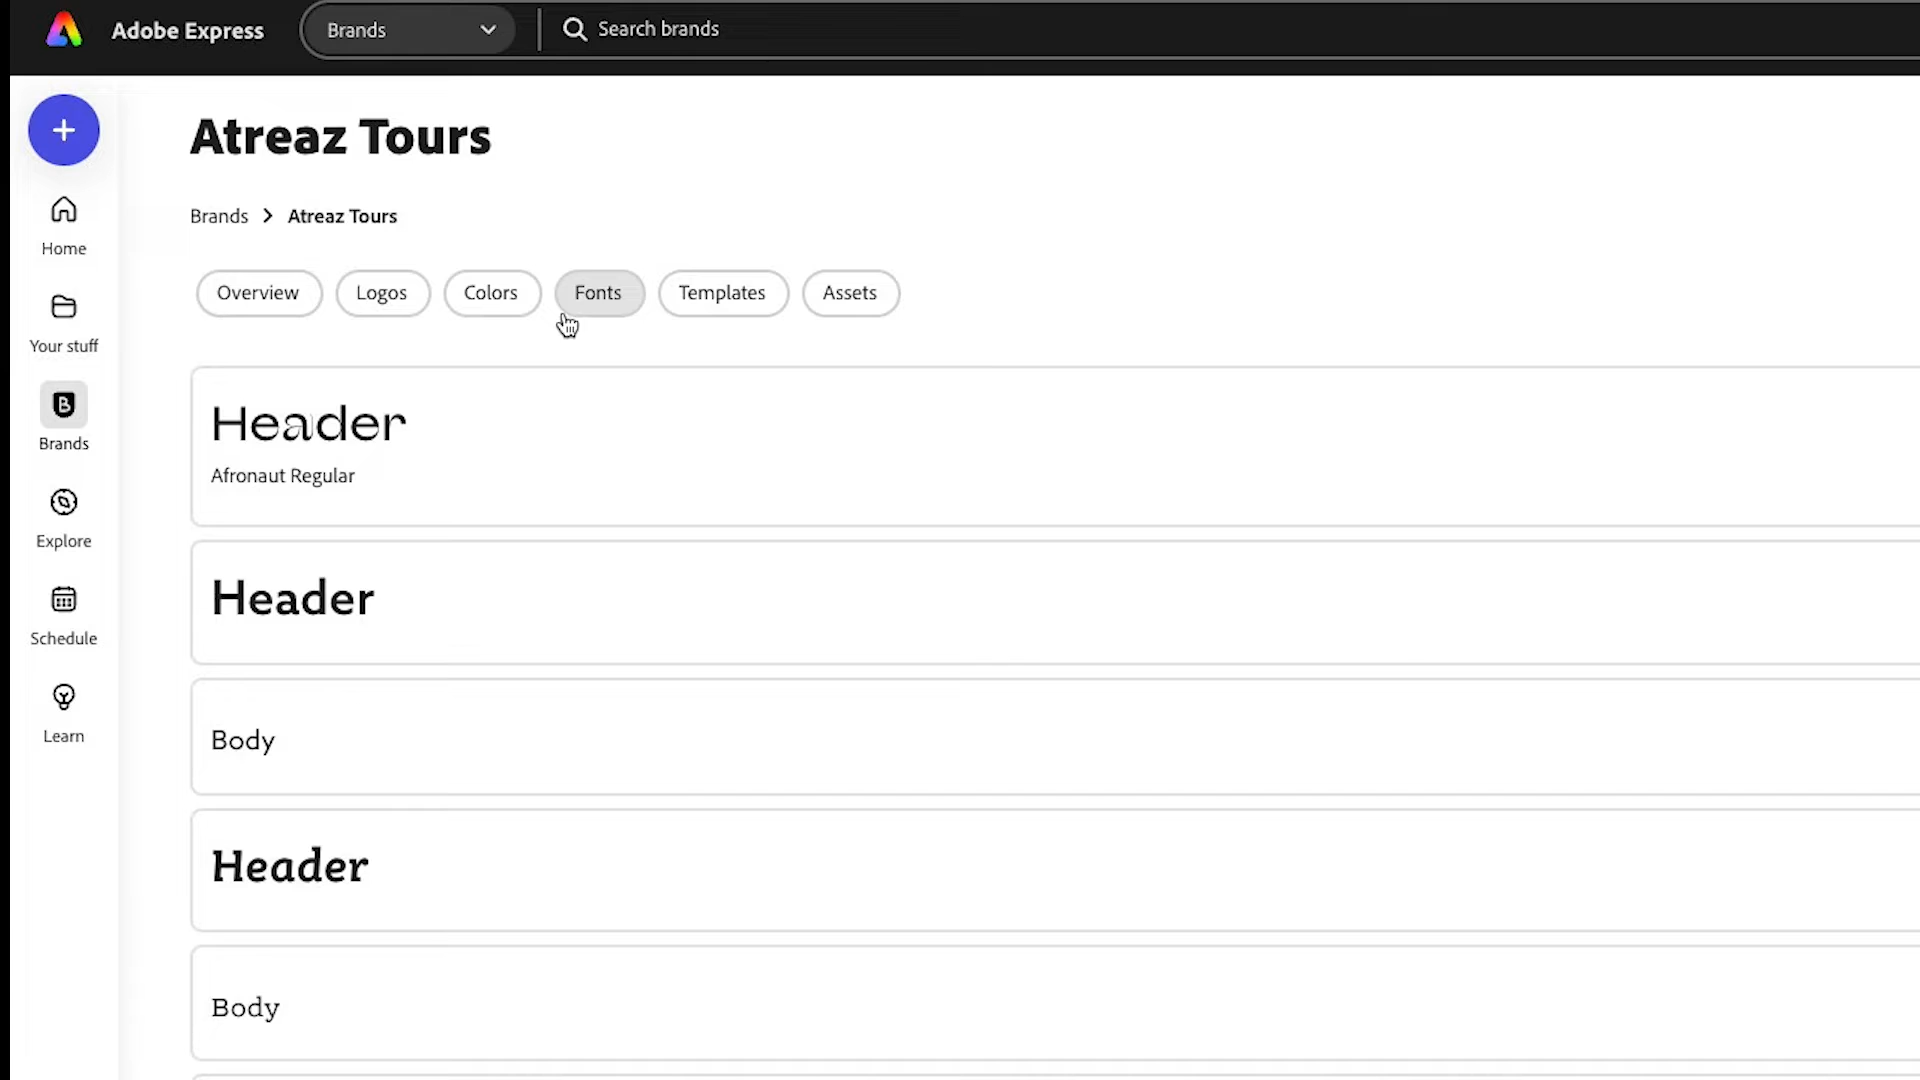 Adobe Express
Brands
Search brands
Atreaz Tours
Brands > Atreaz Tours
Overview Logos Colors Fonts Templates Assets
Home
Your stuff
Brands
Explore
Schedule
Learn
Header
Afronaut Regular
Header
Body
Header
Body